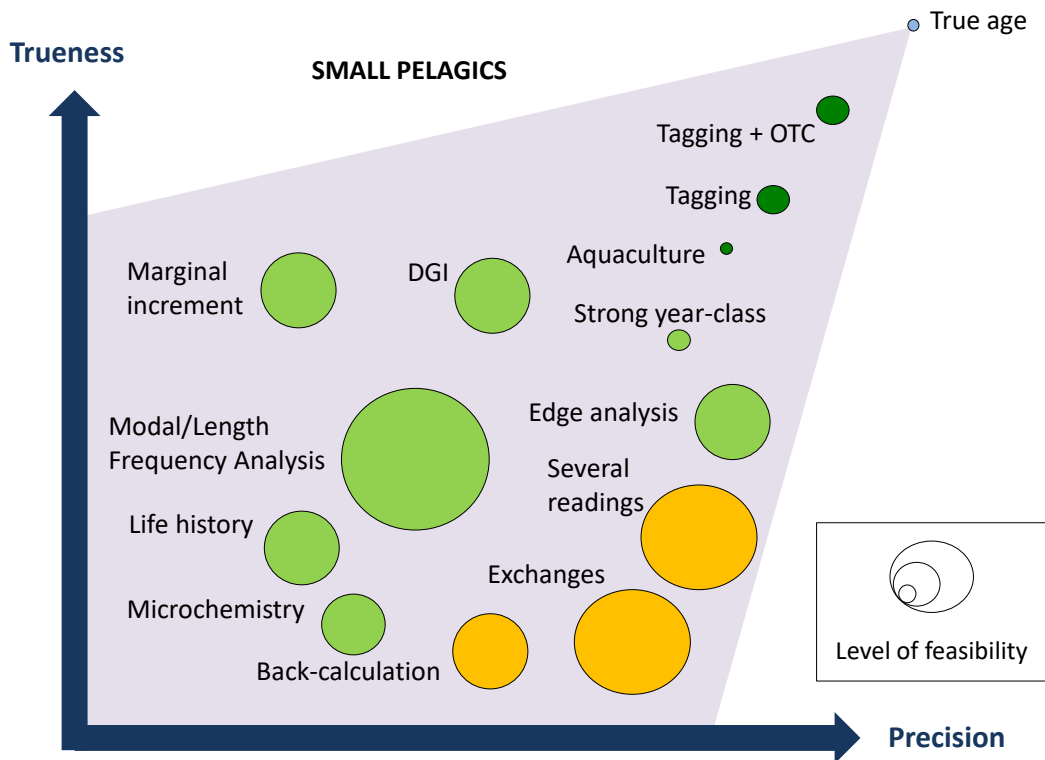 True age
Trueness
SMALL PELAGICS
Tagging + OTC
Tagging
Aquaculture
Marginal
increment
DGI
Strong year-class
Modal/Length
Frequency Analysis
Edge analysis
Several
readings
Life history
Exchanges
Microchemistry
Back-calculation
Level of feasibility
Precision